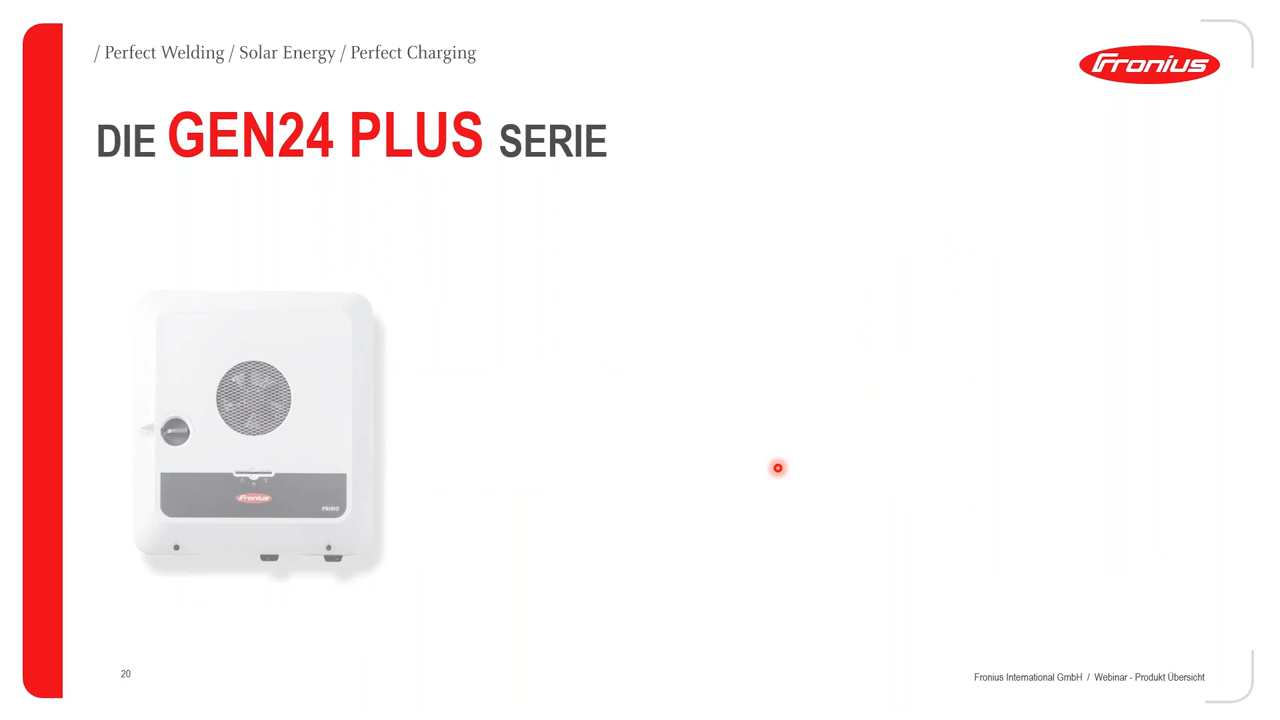 / Perfect Welding / Solar Energy / Perfect Charging
Fronius
DIE GEN24 PLUS SERIE
Fronius
PRIMO
20
Fronius International GmbH / Webinar - Produkt Übersicht